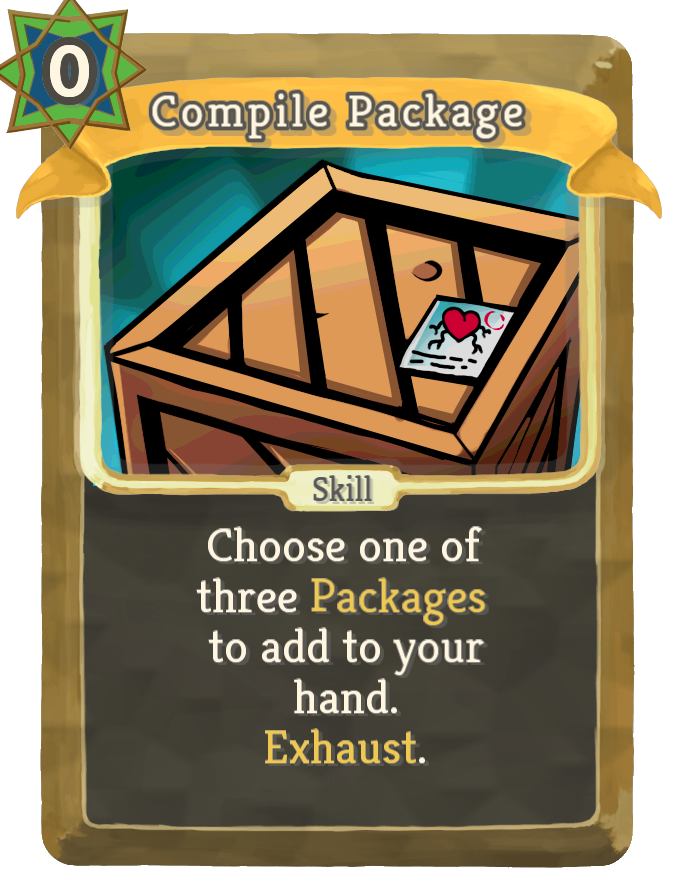 0
Compile Package
Skill
Choose one of
three Packages
to add to your
hand.
Exhaust.